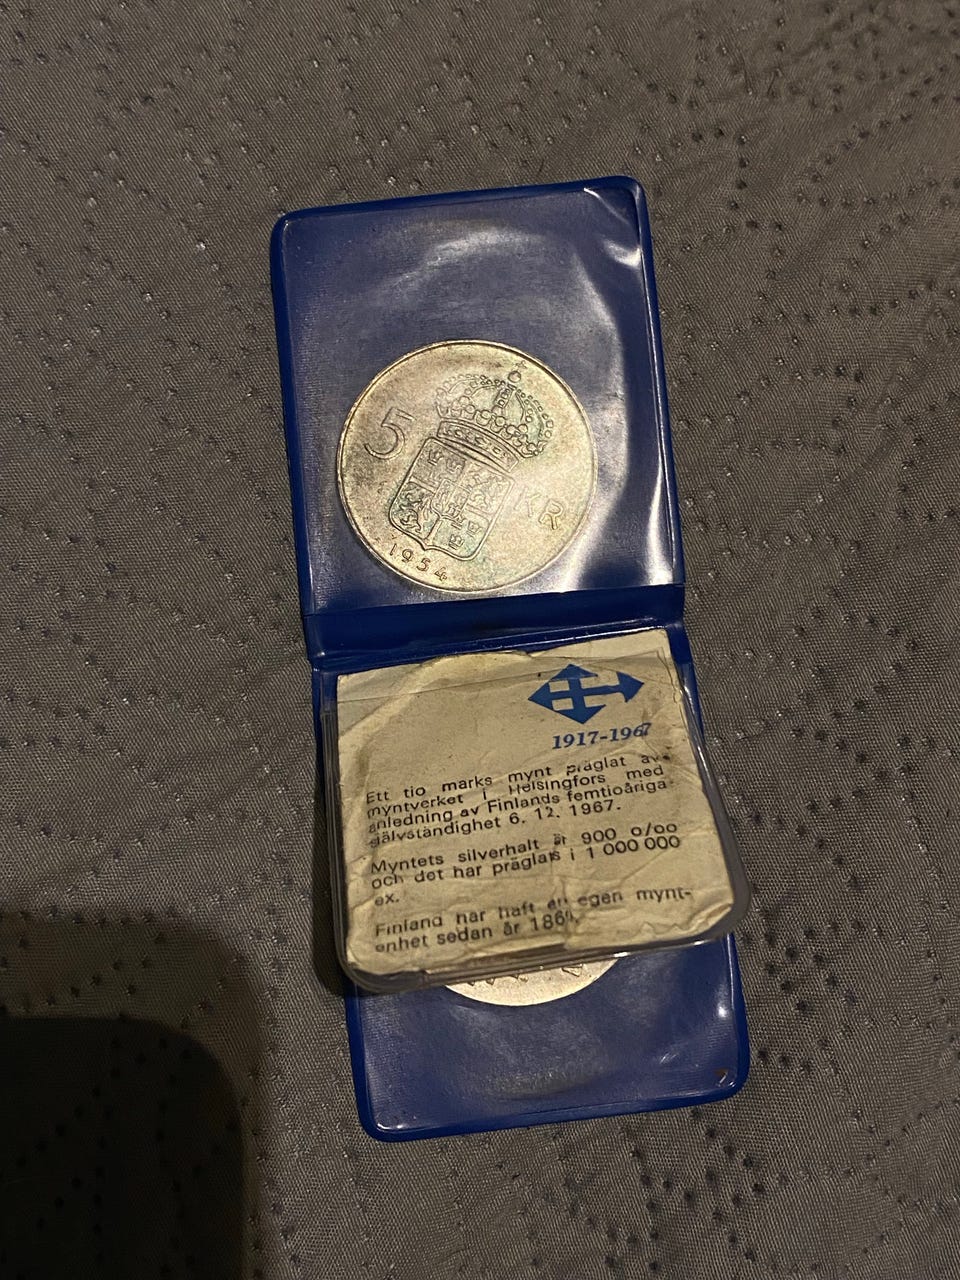 5 KR
1954
1917-1967
Ett tio marks mynt präglat av
myntverket i Helsingfors med
anledning av Finlands femtioåriga
självständighet 6. 12. 1967.
Myntets silverhalt är 900 o/oo
och det har präglats i 1 000 000
ex.
Finland har haft en egen mynt-
enhet sedan år